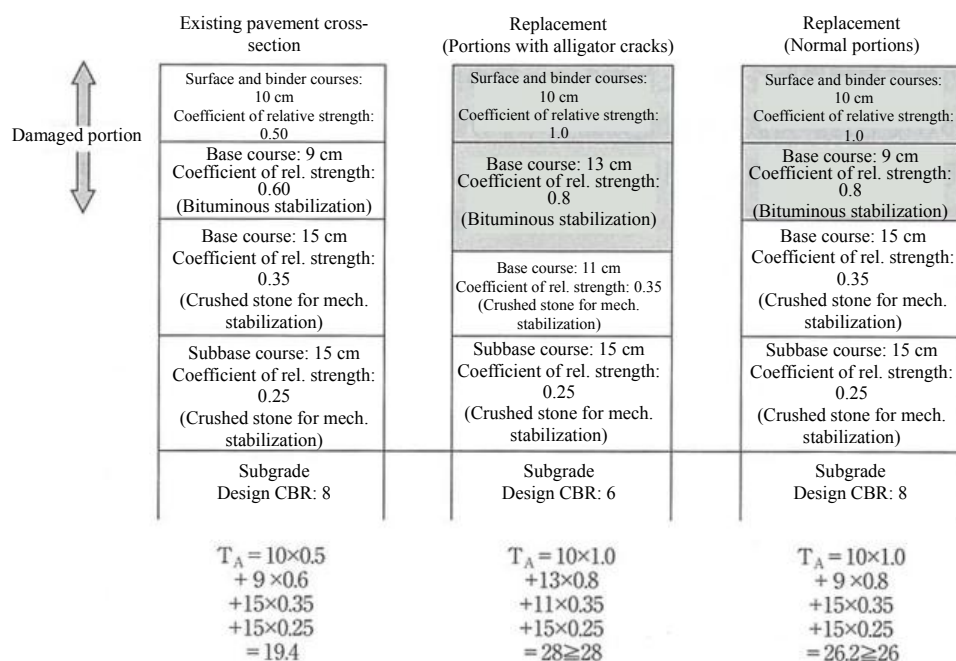 Existing pavement cross-
section
Replacement
(Portions with alligator cracks)
Replacement
(Normal portions)
Damaged portion
Surface and binder courses:
10 cm
Coefficient of relative strength:
0.50
Base course: 9 cm
Coefficient of rel. strength:
0.60
(Bituminous stabilization)
Base course: 15 cm
Coefficient of rel. strength:
0.35
(Crushed stone for mech.
stabilization)
Subbase course: 15 cm
Coefficient of rel. strength:
0.25
(Crushed stone for mech.
stabilization)
Subgrade
Design CBR: 8
T_A = 10×0.5
+ 9 ×0.6
+15×0.35
+15×0.25
= 19.4
Surface and binder courses:
10 cm
Coefficient of relative strength:
1.0
Base course: 13 cm
Coefficient of rel. strength:
0.8
(Bituminous stabilization)
Base course: 11 cm
Coefficient of rel. strength: 0.35
(Crushed stone for mech.
stabilization)
Subbase course: 15 cm
Coefficient of rel. strength:
0.25
(Crushed stone for mech.
stabilization)
Subgrade
Design CBR: 6
T_A = 10×1.0
+13×0.8
+11×0.35
+15×0.25
= 28≧28
Surface and binder courses:
10 cm
Coefficient of relative strength:
1.0
Base course: 9 cm
Coefficient of rel. strength:
0.8
(Bituminous stabilization)
Base course: 15 cm
Coefficient of rel. strength:
0.35
(Crushed stone for mech.
stabilization)
Subbase course: 15 cm
Coefficient of rel. strength:
0.25
(Crushed stone for mech.
stabilization)
Subgrade
Design CBR: 8
T_A = 10×1.0
+ 9 ×0.8
+15×0.35
+15×0.25
= 26.2≧26